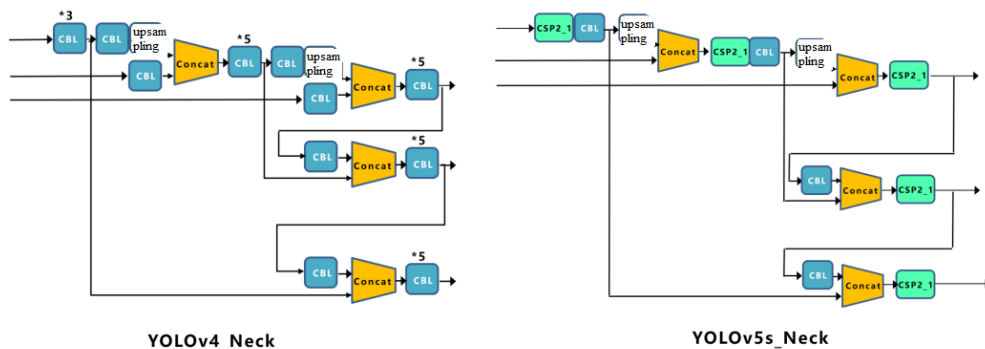 *3
CBL
CBL
upsam
pling
CBL
Concat
*5
CBL
CBL
upsam
pling
CBL
Concat
*5
CBL
CBL
Concat
*5
CBL
CBL
Concat
*5
CBL
YOLOv4 Neck
CSP2_1
CBL
upsam
pling
Concat
CSP2_1
CBL
upsam
pling
Concat
CSP2_1
CBL
Concat
CSP2_1
CBL
Concat
CSP2_1
YOLOv5s_Neck